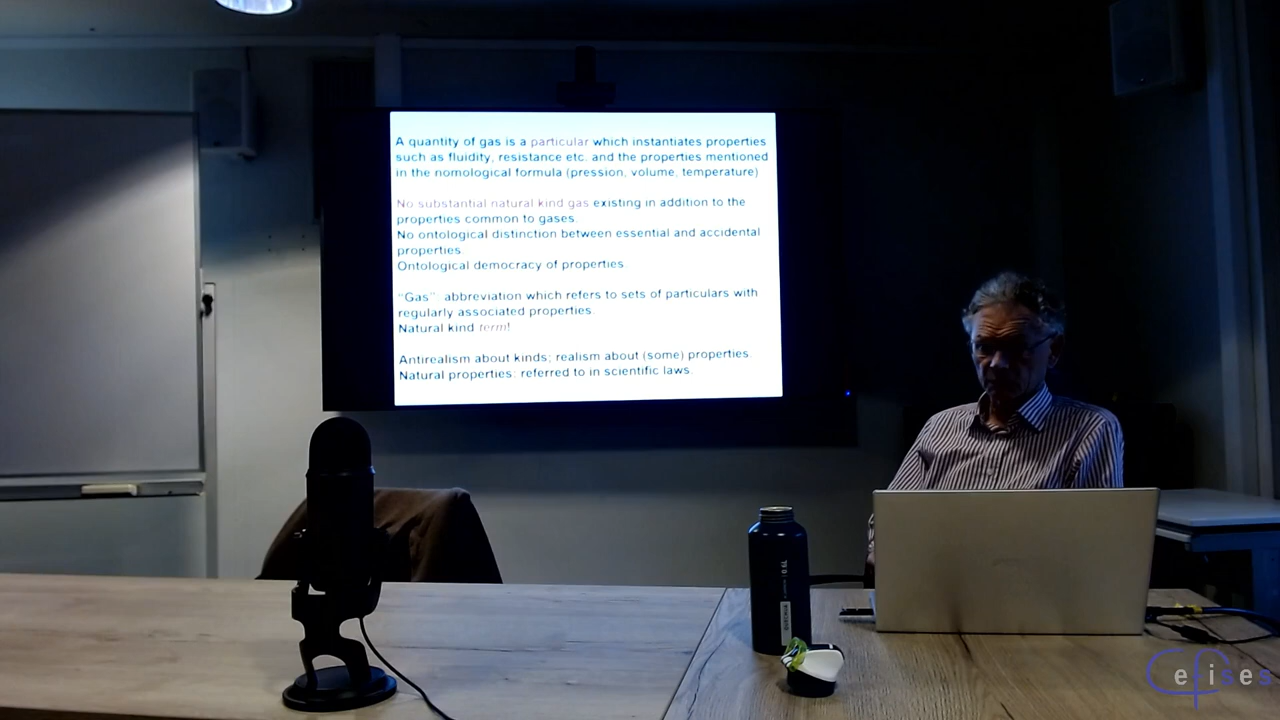 A quantity of gas is a particular which instantiates properties
such as fluidity, resistance etc. and the properties mentioned
in the nomological formula (pression, volume, temperature)
No substantial natural kind gas existing in addition to the
properties common to gases.
No ontological distinction between essential and accidental
properties.
Ontological democracy of properties.
“Gas” abbreviation which refers to sets of particulars with
regularly associated properties.
Natural kind term!
Antirealism about kinds; realism about (some) properties.
Natural properties: referred to in scientific laws.
QUECHUA
Cefises